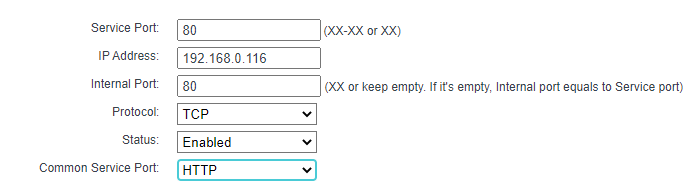 Service Port: 80 (XX-XX or XX)
IP Address: 192.168.0.116
Internal Port: 80 (XX or keep empty. If it's empty, Internal port equals to Service port)
Protocol: TCP
Status: Enabled
Common Service Port: HTTP